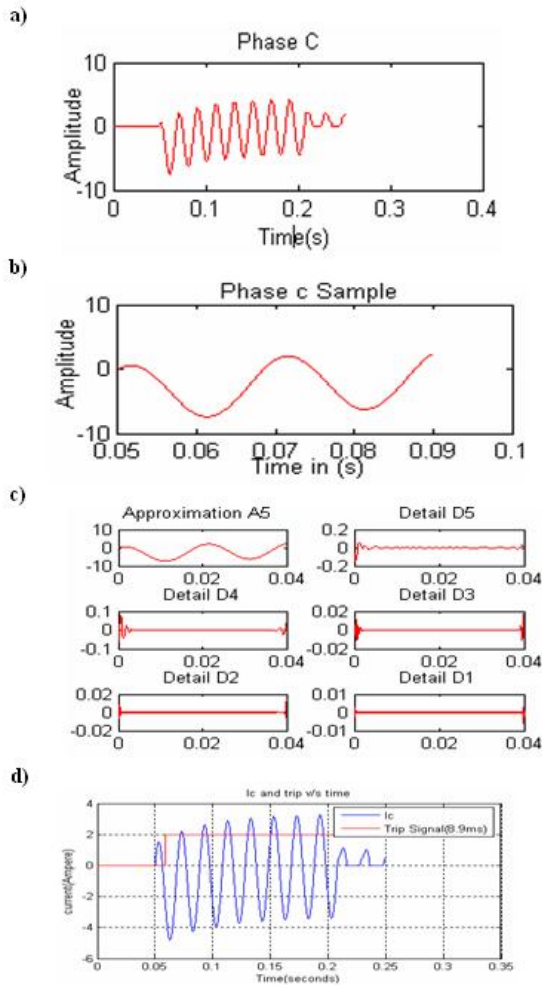 a)
Phase C
10
0
-10
Amplitude
0 0.1 0.2 0.3 0.4
Time(s)
b)
Phase c Sample
10
0
-10
Amplitude
0.05 0.06 0.07 0.08 0.09 0.1
Time in (s)
c)
Approximation A5 Detail D5
10 0.2
0 0
-10 -0.2
0 0.02 0.04 0 0.02 0.04
Detail D4 Detail D3
0.1 0.02
0 0
-0.1 -0.02
0 0.02 0.04 0 0.02 0.04
Detail D2 Detail D1
0.02 0.01
0 0
-0.02 -0.01
0 0.02 0.04 0 0.02 0.04
d)
Ic and trip v/s time
Ic
Trip Signal(8.9ms)
4
2
0
-2
-4
-6
current(Ampere)
0 0.05 0.1 0.15 0.2 0.25 0.3 0.35
Time(seconds)